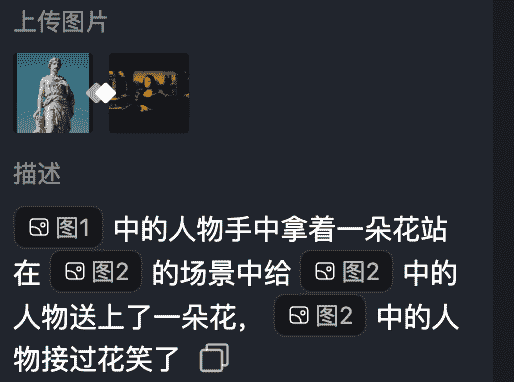 上传图片
描述
图1 中的人物手中拿着一朵花站
在 图2 的场景中给 图2 中的
人物送上了一朵花， 图2 中的人
物接过花笑了